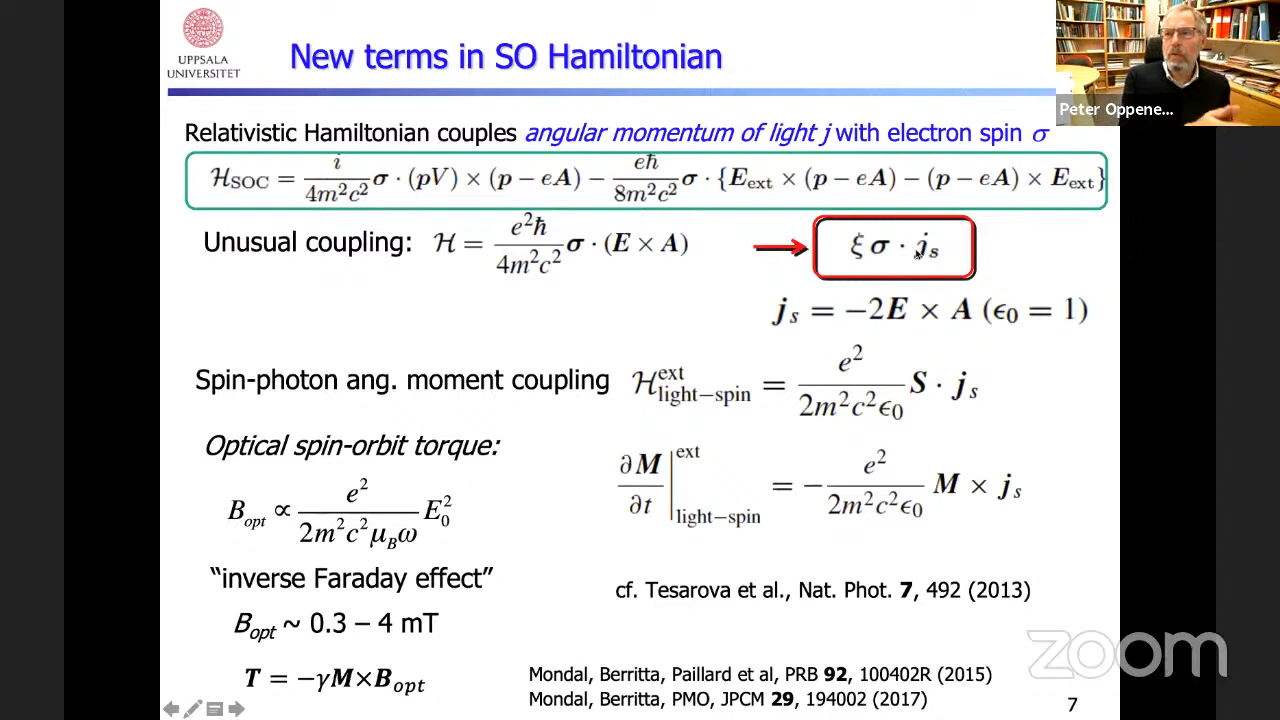 UPPSALA
UNIVERSITET
New terms in SO Hamiltonian
Peter Oppene...
Relativistic Hamiltonian couples angular momentum of light j with electron spin σ
ℋ_SOC = i/(4m²c²) σ · (pV) × (p − eA) − eℏ/(8m²c²) σ · {E_ext × (p − eA) − (p − eA) × E_ext}
Unusual coupling: ℋ = e²ℏ/(4m²c²) σ · (E × A) ξ σ · j_s
j_s = −2E × A (ϵ₀ = 1)
Spin-photon ang. moment coupling ℋ^ext_light−spin = e²/(2m²c²ϵ₀) S · j_s
Optical spin-orbit torque:
∂M/∂t |^ext_light−spin = − e²/(2m²c²ϵ₀) M × j_s
B_opt ∝ e²/(2m²c²μ_Bω) E₀²
“inverse Faraday effect”
cf. Tesarova et al., Nat. Phot. 7, 492 (2013)
B_opt ~ 0.3 – 4 mT
zoom
T = −γM×B_opt
Mondal, Berritta, Paillard et al, PRB 92, 100402R (2015)
Mondal, Berritta, PMO, JPCM 29, 194002 (2017)
7